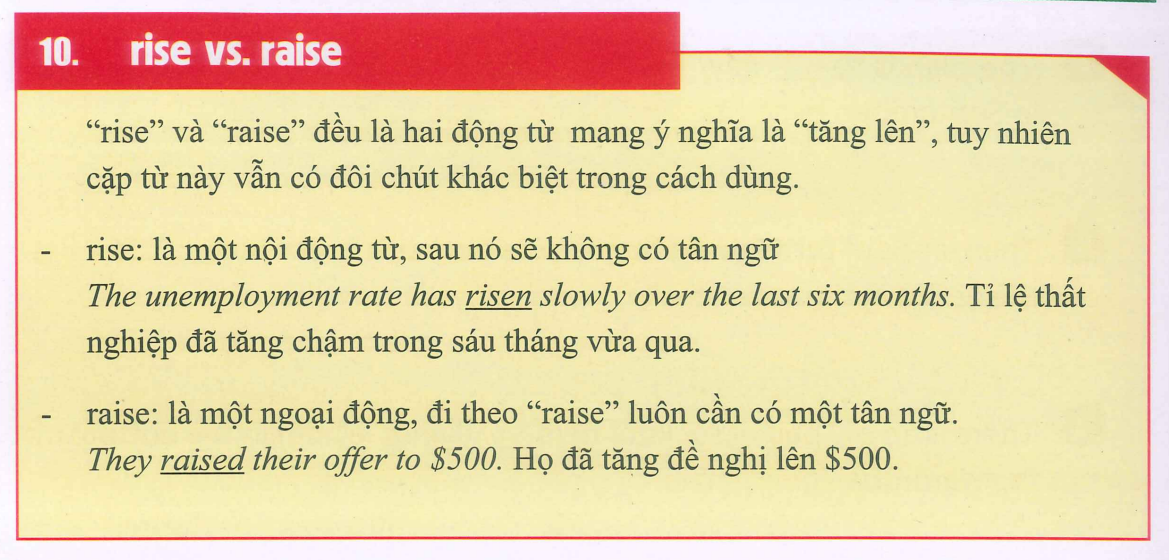 10. rise vs. raise
“rise” và “raise” đều là hai động từ mang ý nghĩa là “tăng lên”, tuy nhiên
cặp từ này vẫn có đôi chút khác biệt trong cách dùng.
- rise: là một nội động từ, sau nó sẽ không có tân ngữ
The unemployment rate has risen slowly over the last six months. Tỉ lệ thất
nghiệp đã tăng chậm trong sáu tháng vừa qua.
- raise: là một ngoại động, đi theo “raise” luôn cần có một tân ngữ.
They raised their offer to $500. Họ đã tăng đề nghị lên $500.